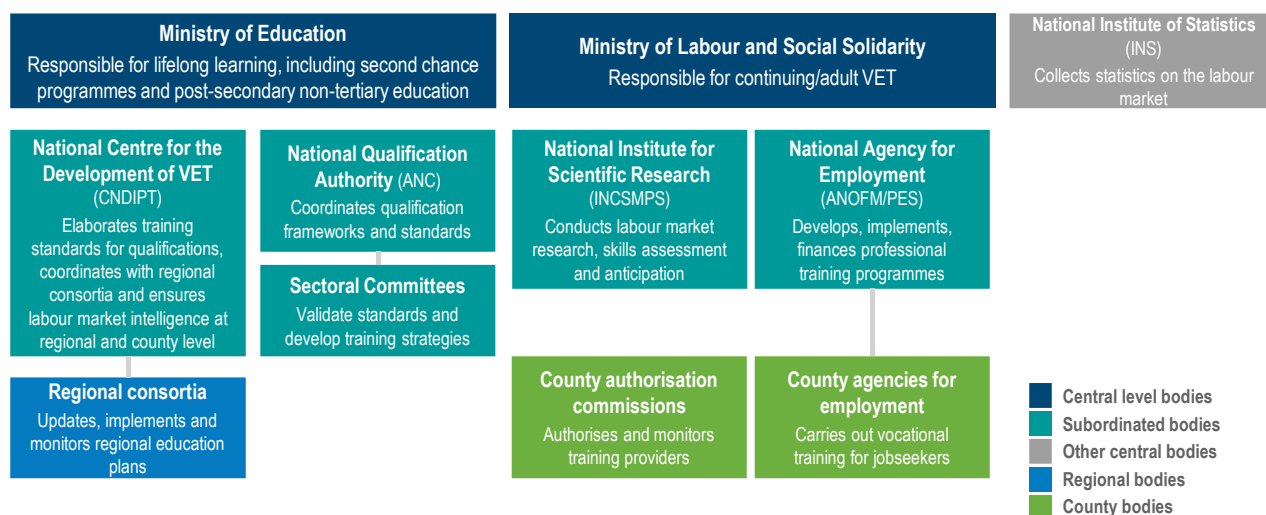 Ministry of Education
Responsible for lifelong learning, including second chance
programmes and post-secondary non-tertiary education
Ministry of Labour and Social Solidarity
Responsible for continuing/adult VET
National Institute of Statistics
(INS)
Collects statistics on the labour
market
National Centre for the
Development of VET
(CNDIPT)
Elaborates training
standards for qualifications,
coordinates with regional
consortia and ensures
labour market intelligence at
regional and county level
National Qualification
Authority (ANC)
Coordinates qualification
frameworks and standards
Sectoral Committees
Validate standards and
develop training strategies
National Institute for
Scientific Research
(INCSMPS)
Conducts labour market
research, skills assessment
and anticipation
National Agency for
Employment
(ANOFM/PES)
Develops, implements,
finances professional
training programmes
Regional consortia
Updates, implements and
monitors regional education
plans
County authorisation
commissions
Authorises and monitors
training providers
County agencies for
employment
Carries out vocational
training for jobseekers
Central level bodies
Subordinated bodies
Other central bodies
Regional bodies
County bodies